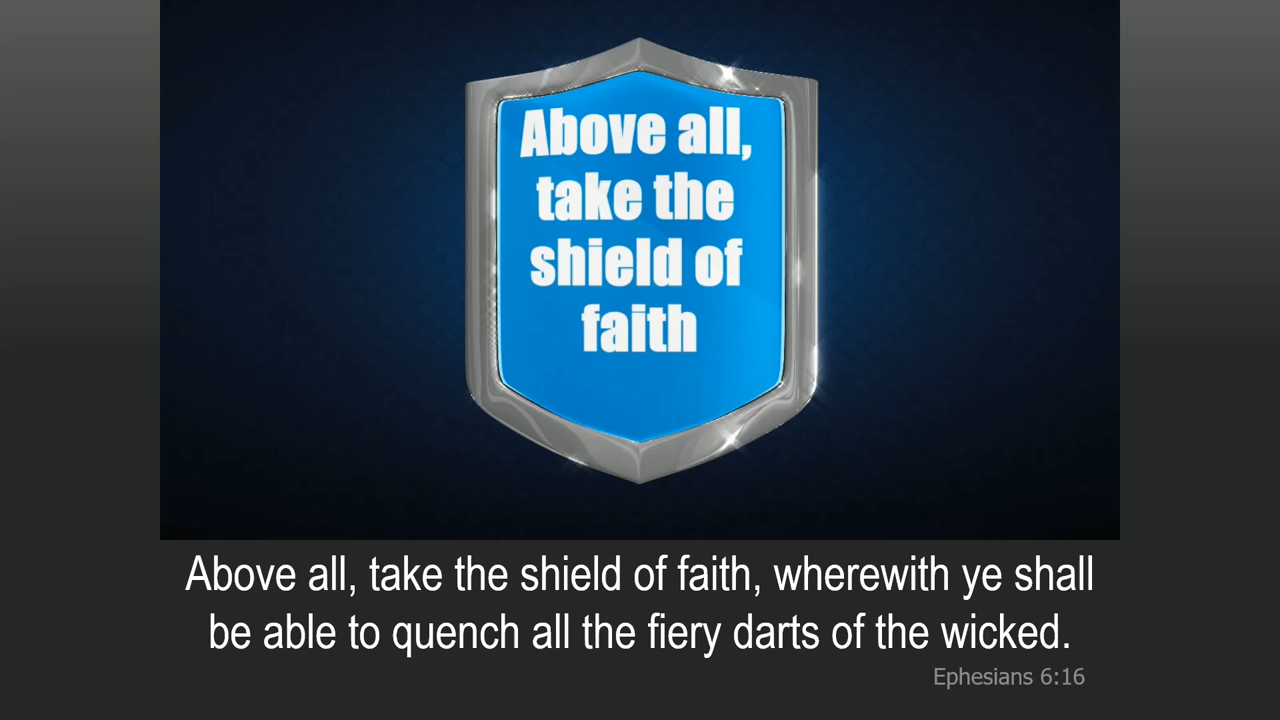 Above all,
take the
shield of
faith
Above all, take the shield of faith, wherewith ye shall
be able to quench all the fiery darts of the wicked.
Ephesians 6:16